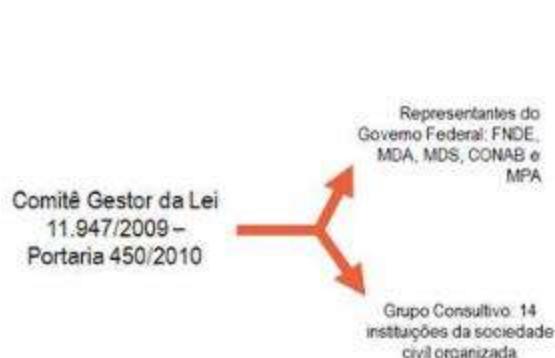 Comitê Gestor da Lei
11.947/2009 –
Portaria 450/2010
Representantes do
Governo Federal: FNDE,
MDA, MDS, CONAB e
MPA
Grupo Consultivo: 14
instituições da sociedade
civil organizada